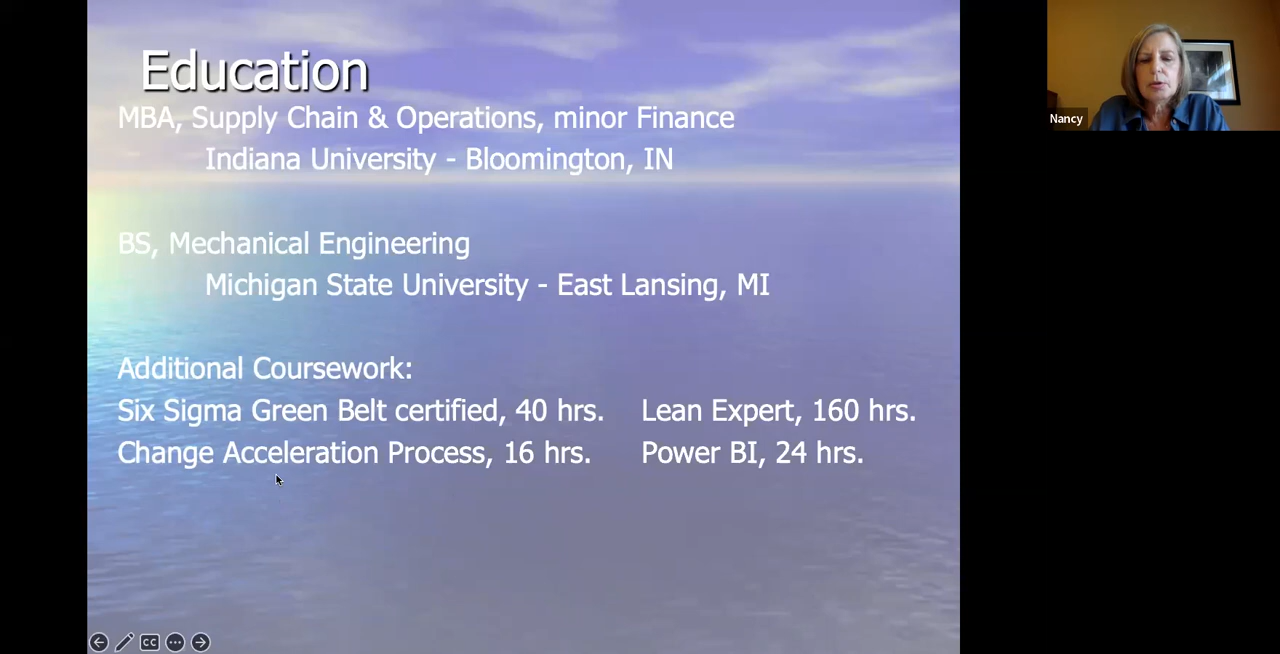 Education
MBA, Supply Chain & Operations, minor Finance
Indiana University - Bloomington, IN
BS, Mechanical Engineering
Michigan State University - East Lansing, MI
Additional Coursework:
Six Sigma Green Belt certified, 40 hrs. Lean Expert, 160 hrs.
Change Acceleration Process, 16 hrs. Power BI, 24 hrs.
Nancy
CC